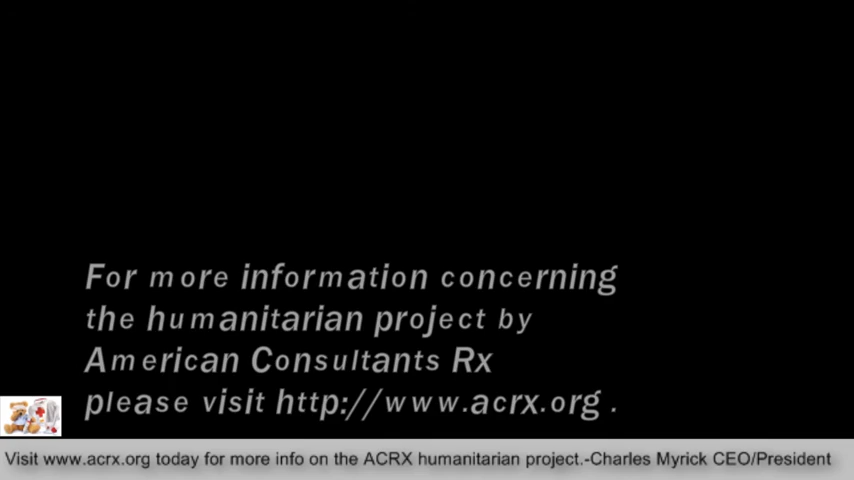 For more information concerning
the humanitarian project by
American Consultants Rx
please visit http://www.acrx.org .
Visit www.acrx.org today for more info on the ACRX humanitarian project.-Charles Myrick CEO/President